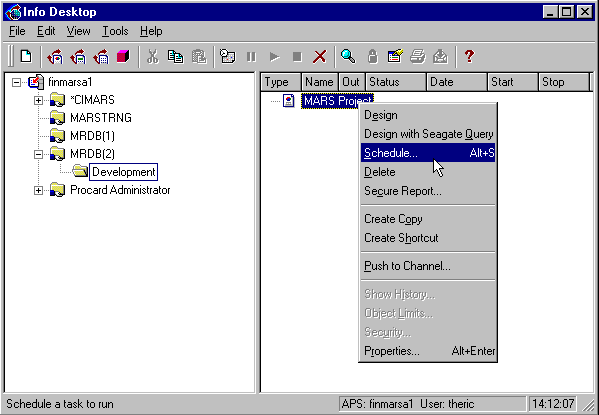 Info Desktop
File Edit View Tools Help
finmarsa1
*CIMARS
MARSTRNG
MRDB(1)
MRDB(2)
Development
Procard Administrator
Type Name Out Status Date Start Stop
MARS Project
Design
Design with Seagate Query
Schedule... Alt+S
Delete
Secure Report...
Create Copy
Create Shortcut
Push to Channel...
Show History...
Object Limits...
Security...
Properties... Alt+Enter
Schedule a task to run APS: finmarsa1 User: theric 14:12:07